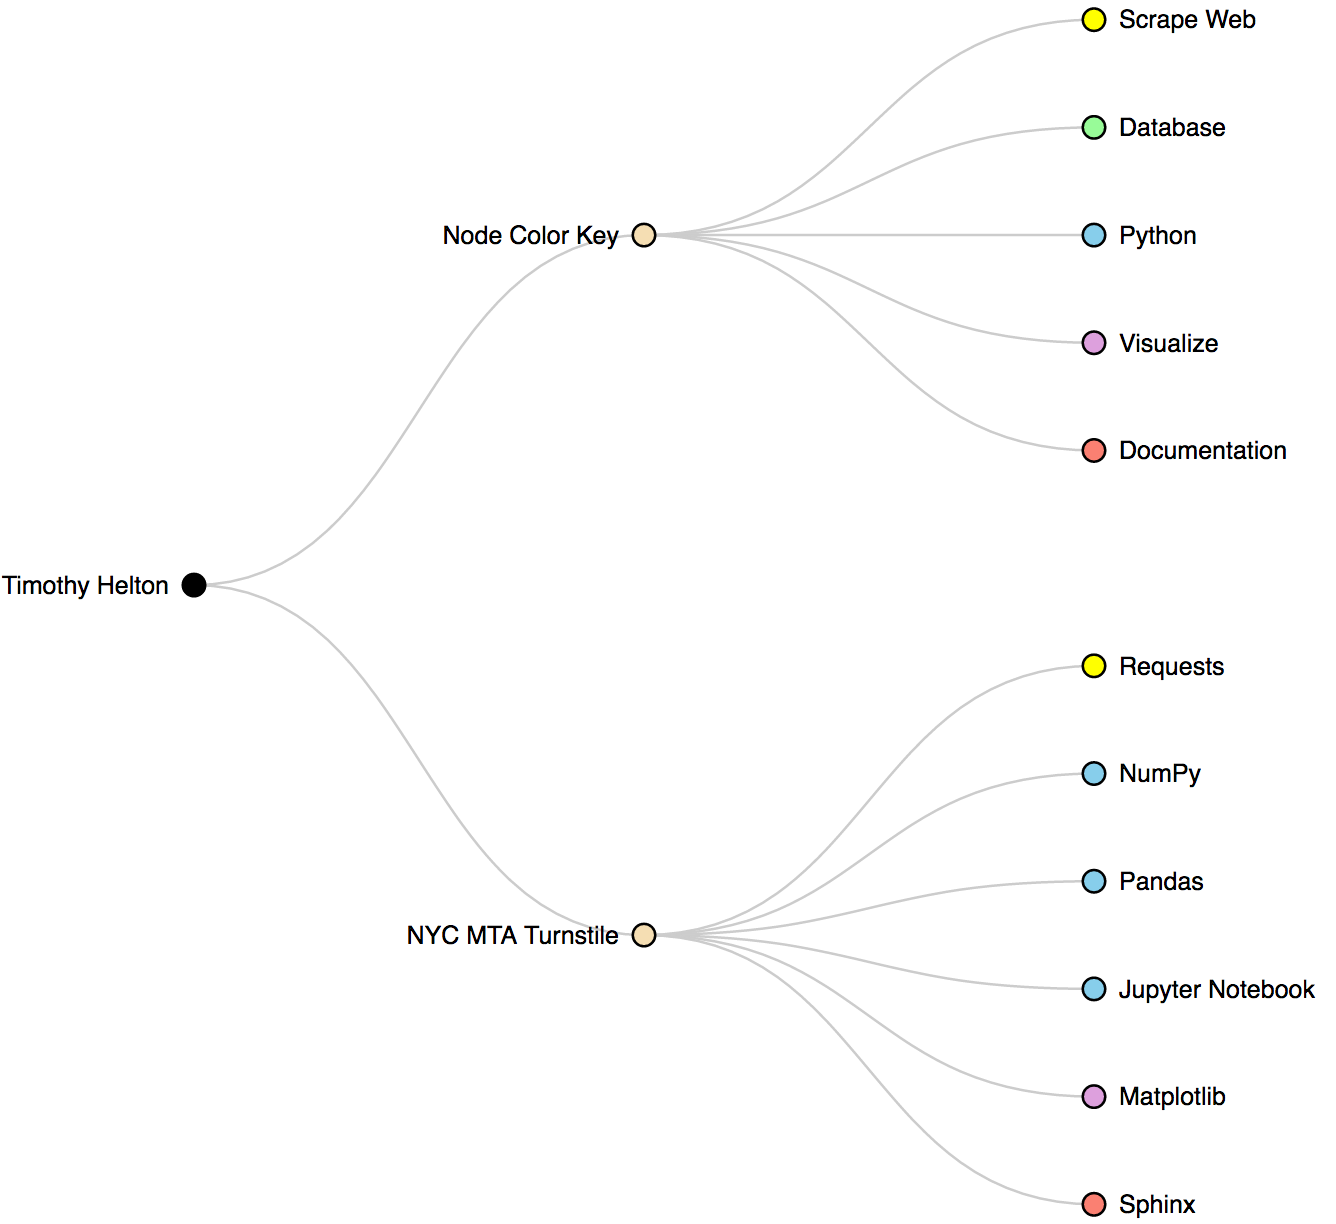 Scrape Web
Database
Node Color Key
Python
Visualize
Documentation
Timothy Helton
Requests
NumPy
Pandas
NYC MTA Turnstile
Jupyter Notebook
Matplotlib
Sphinx